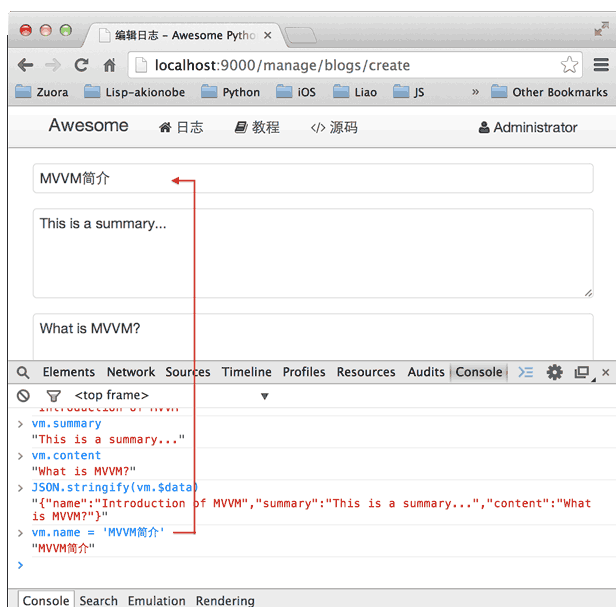 编辑日志 - Awesome Pytho
localhost:9000/manage/blogs/create
Zuora Lisp-akionobe Python iOS Liao JS » Other Bookmarks
Awesome 日志 教程 </> 源码 Administrator
MVVM简介
This is a summary...
What is MVVM?
Elements Network Sources Timeline Profiles Resources Audits Console
<top frame>
"Introduction of MVVM"
> vm.summary
"This is a summary..."
> vm.content
"What is MVVM?"
> JSON.stringify(vm.$data)
"{"name":"Introduction of MVVM","summary":"This is a summary...","content":"What
is MVVM?"}"
> vm.name = 'MVVM简介'
"MVVM简介"
>
Console Search Emulation Rendering